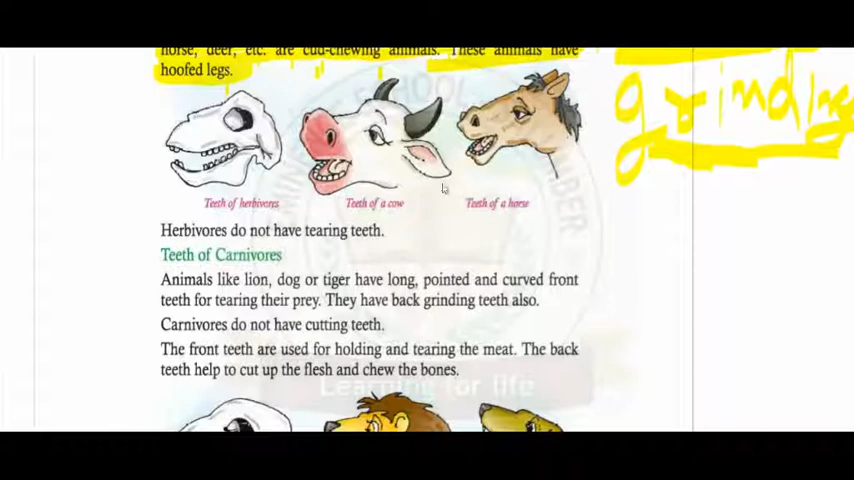 horse, deer, etc. are cud-chewing animals. These animals have
hoofed legs.
grinding
Teeth of herbivores
Teeth of a cow
Teeth of a horse
Herbivores do not have tearing teeth.
Teeth of Carnivores
Animals like lion, dog or tiger have long, pointed and curved front
teeth for tearing their prey. They have back grinding teeth also.
Carnivores do not have cutting teeth.
The front teeth are used for holding and tearing the meat. The back
teeth help to cut up the flesh and chew the bones.
Learning for life